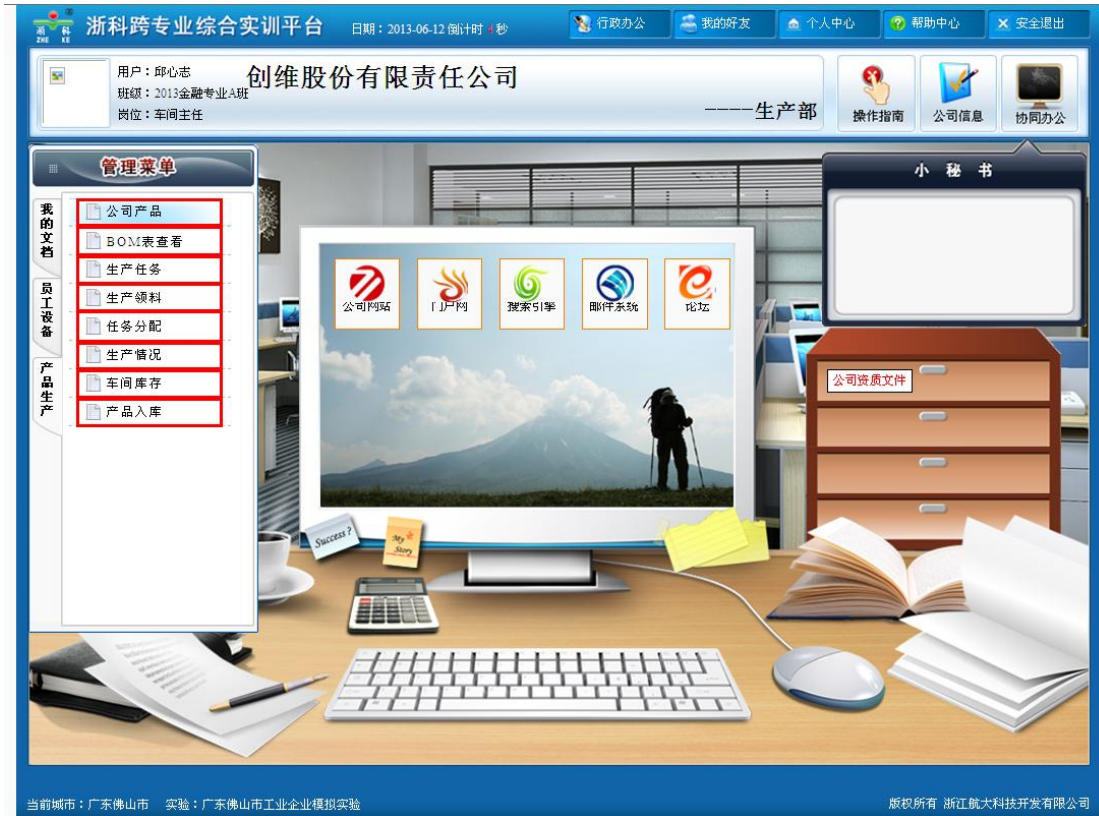 浙科 ZHE KE
浙科跨专业综合实训平台
日期：2013-06-12 倒计时 4 秒
行政办公
我的好友
个人中心
帮助中心
安全退出
用户：邱心志
班级：2013金融专业A班
岗位：车间主任
创维股份有限责任公司
----生产部
操作指南
公司信息
协同办公
管理菜单
我的文档
员工设备
产品生产
公司产品
BOM表查看
生产任务
生产领料
任务分配
生产情况
车间库存
产品入库
公司网站
门户网
搜索引擎
邮件系统
论坛
小秘书
公司资质文件
Success?
My Story
当前城市：广东佛山市 实验：广东佛山市工业企业模拟实验
版权所有 浙江航大科技开发有限公司